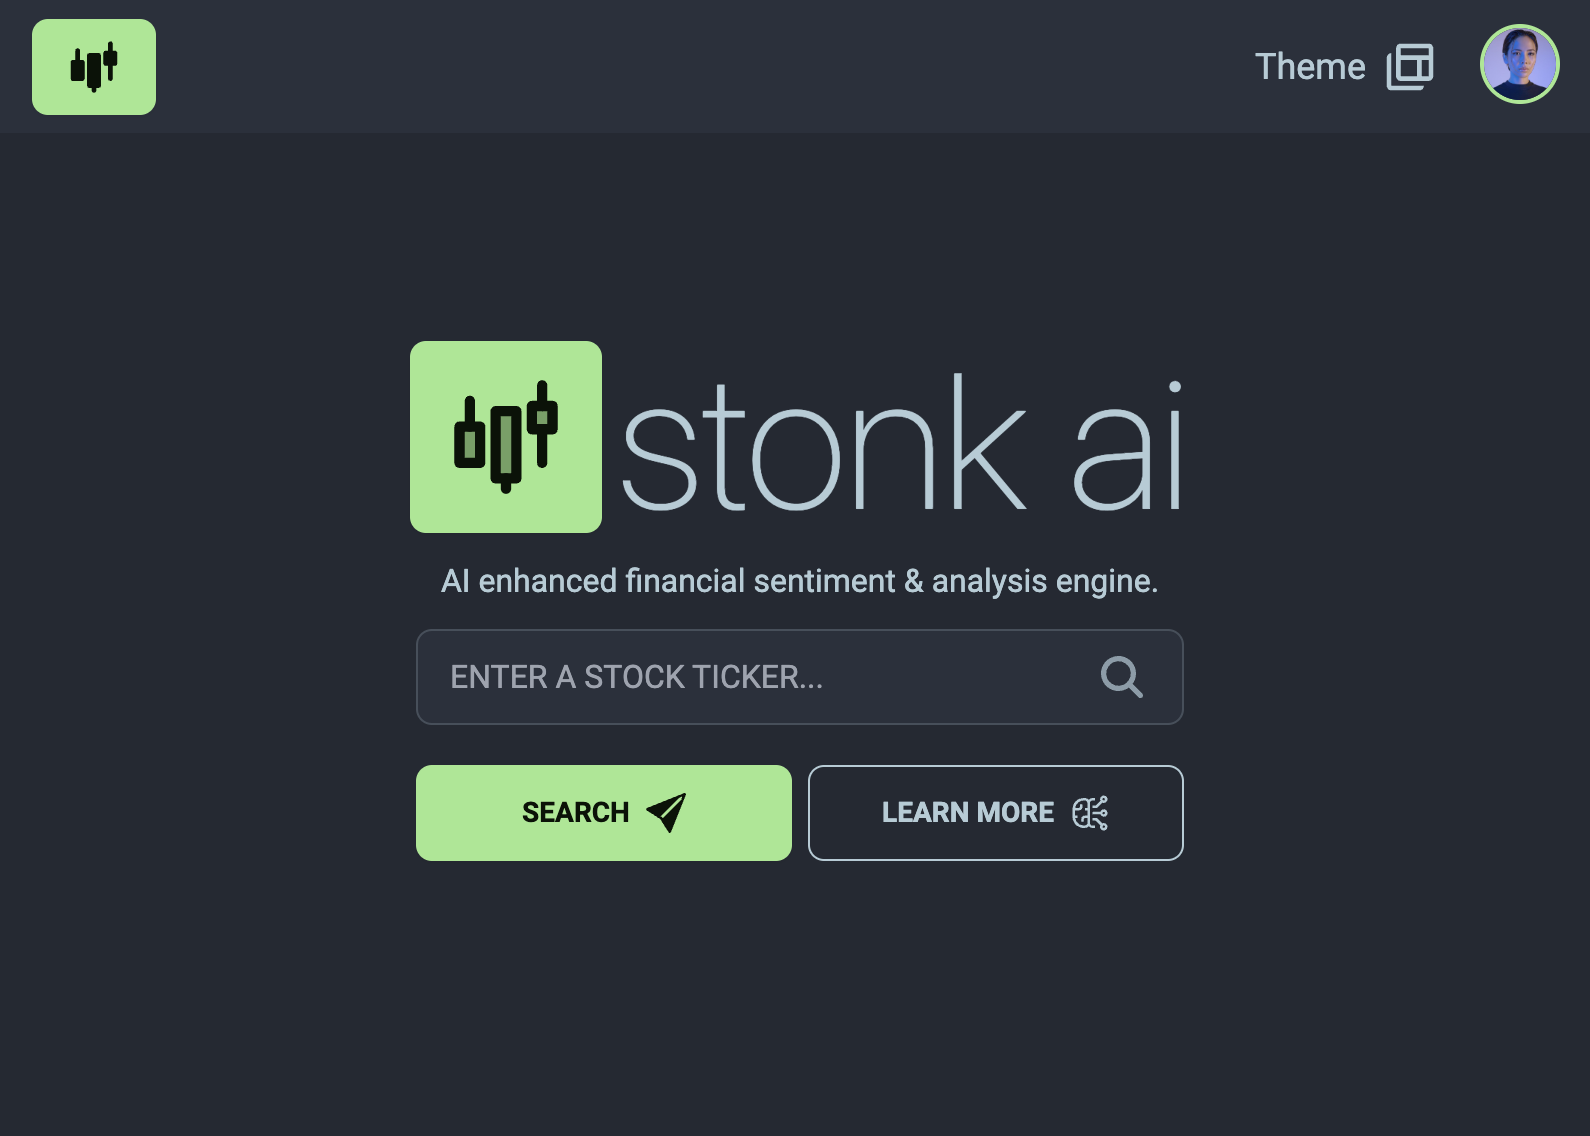 Theme
stonk ai
AI enhanced financial sentiment & analysis engine.
ENTER A STOCK TICKER...
SEARCH
LEARN MORE